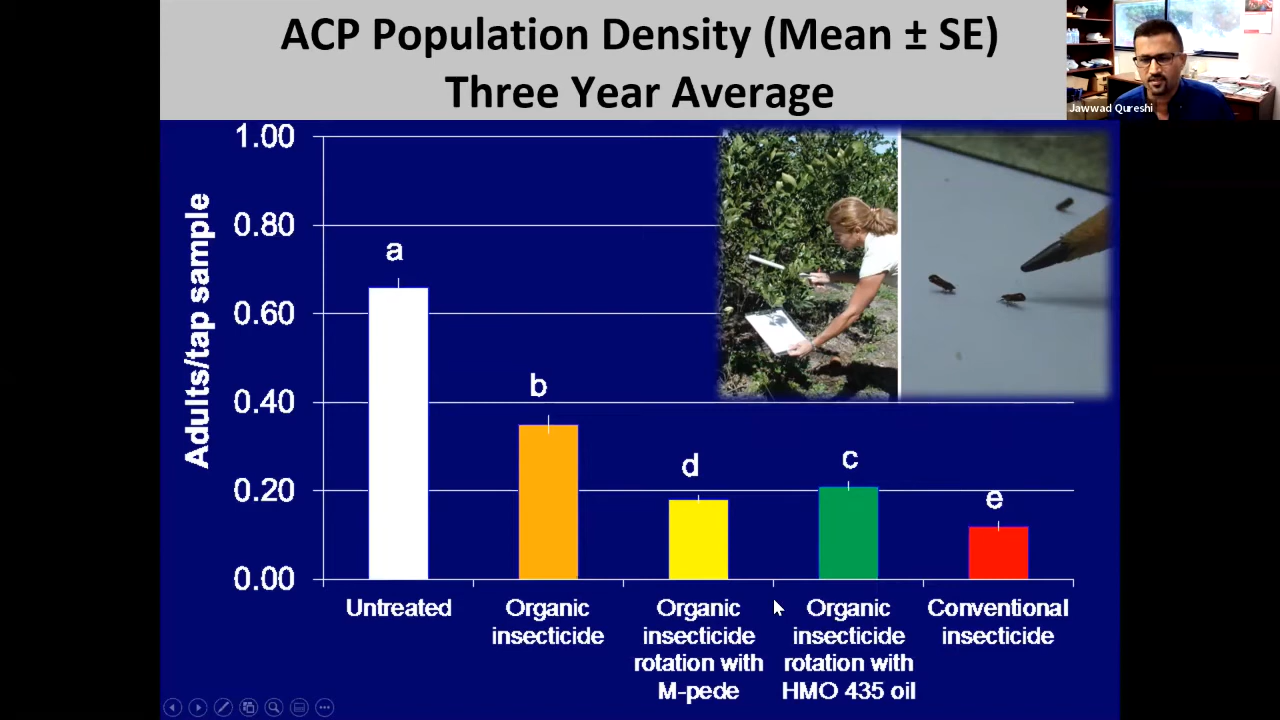 ACP Population Density (Mean ± SE)
Three Year Average
Jawwad Qureshi
1.00
0.80
0.60
0.40
0.20
0.00
Adults/tap sample
a
b
d
c
e
Untreated
Organic
insecticide
Organic
insecticide
rotation with
M-pede
Organic
insecticide
rotation with
HMO 435 oil
Conventional
insecticide